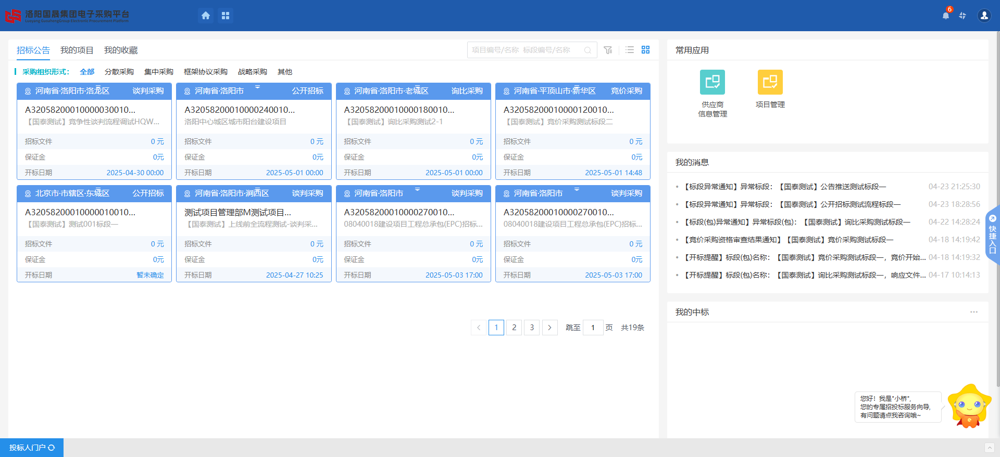 洛阳国晟集团电子采购平台
Luoyang GuoshengGroup Electronic Procurement Platform
6
招标公告 我的项目 我的收藏
项目编号/名称 标段编号/名称
采购组织形式： 全部 分散采购 集中采购 框架协议采购 战略采购 其他
河南省·洛阳市·洛龙区 谈判采购
A32058200010000030010...
【国泰测试】竞争性谈判流程调试HQW...
招标文件 0 元
保证金 0元
开标日期 2025-04-30 00:00
河南省·洛阳市 公开招标
A32058200010000240010...
洛阳中心城区城市阳台建设项目
招标文件 0 元
保证金 0元
开标日期 2025-05-01 00:00
河南省·洛阳市·老城区 询比采购
A32058200010000180010...
【国泰测试】询比采购测试2-1
招标文件 0 元
保证金 0元
开标日期 2025-05-01 00:00
河南省·平顶山市·新华区 竞价采购
A32058200010000120010...
【国泰测试】竞价采购测试标段二
招标文件 0 元
保证金 0元
开标日期 2025-05-01 14:48
北京市·市辖区·东城区 公开招标
A32058200010000010010...
【国泰测试】测试001标段一
招标文件 0 元
保证金 0元
开标日期 暂未确定
河南省·洛阳市·涧西区 谈判采购
测试项目管理部M测试项目...
【国泰测试】上线前全流程测试-谈判采...
招标文件 0 元
保证金 0元
开标日期 2025-04-27 10:25
河南省·洛阳市 谈判采购
A32058200010000270010...
08040018建设项目工程总承包(EPC)招标...
招标文件 0 元
保证金 0元
开标日期 2025-05-03 17:00
河南省·洛阳市 谈判采购
A32058200010000270010...
08040018建设项目工程总承包(EPC)招标...
招标文件 0 元
保证金 0元
开标日期 2025-05-03 17:00
1 2 3 跳至 1 页 共19条
常用应用
供应商
信息管理
项目管理
我的消息
【标段异常通知】异常标段：【国泰测试】公告推送测试标段一 04-23 21:25:30
【标段异常通知】异常标段：【国泰测试】公开招标测试流程标段一 04-23 18:28:56
【标段(包)异常通知】异常标段(包)：【国泰测试】询比采购测试标段一 04-22 14:28:24
【竞价采购资格审查结果通知】【国泰测试】竞价采购测试标段一 04-18 14:19:42
【开标提醒】标段(包)名称：【国泰测试】竞价采购测试标段一，竞价开始... 04-18 14:19:32
【开标提醒】标段(包)名称：【国泰测试】询比采购测试标段一，响应文件... 04-17 10:14:13
快捷入口
我的中标
您好！我是"小桥",
您的专属招投标服务向导,
有问题请点我咨询哦~
投标人门户